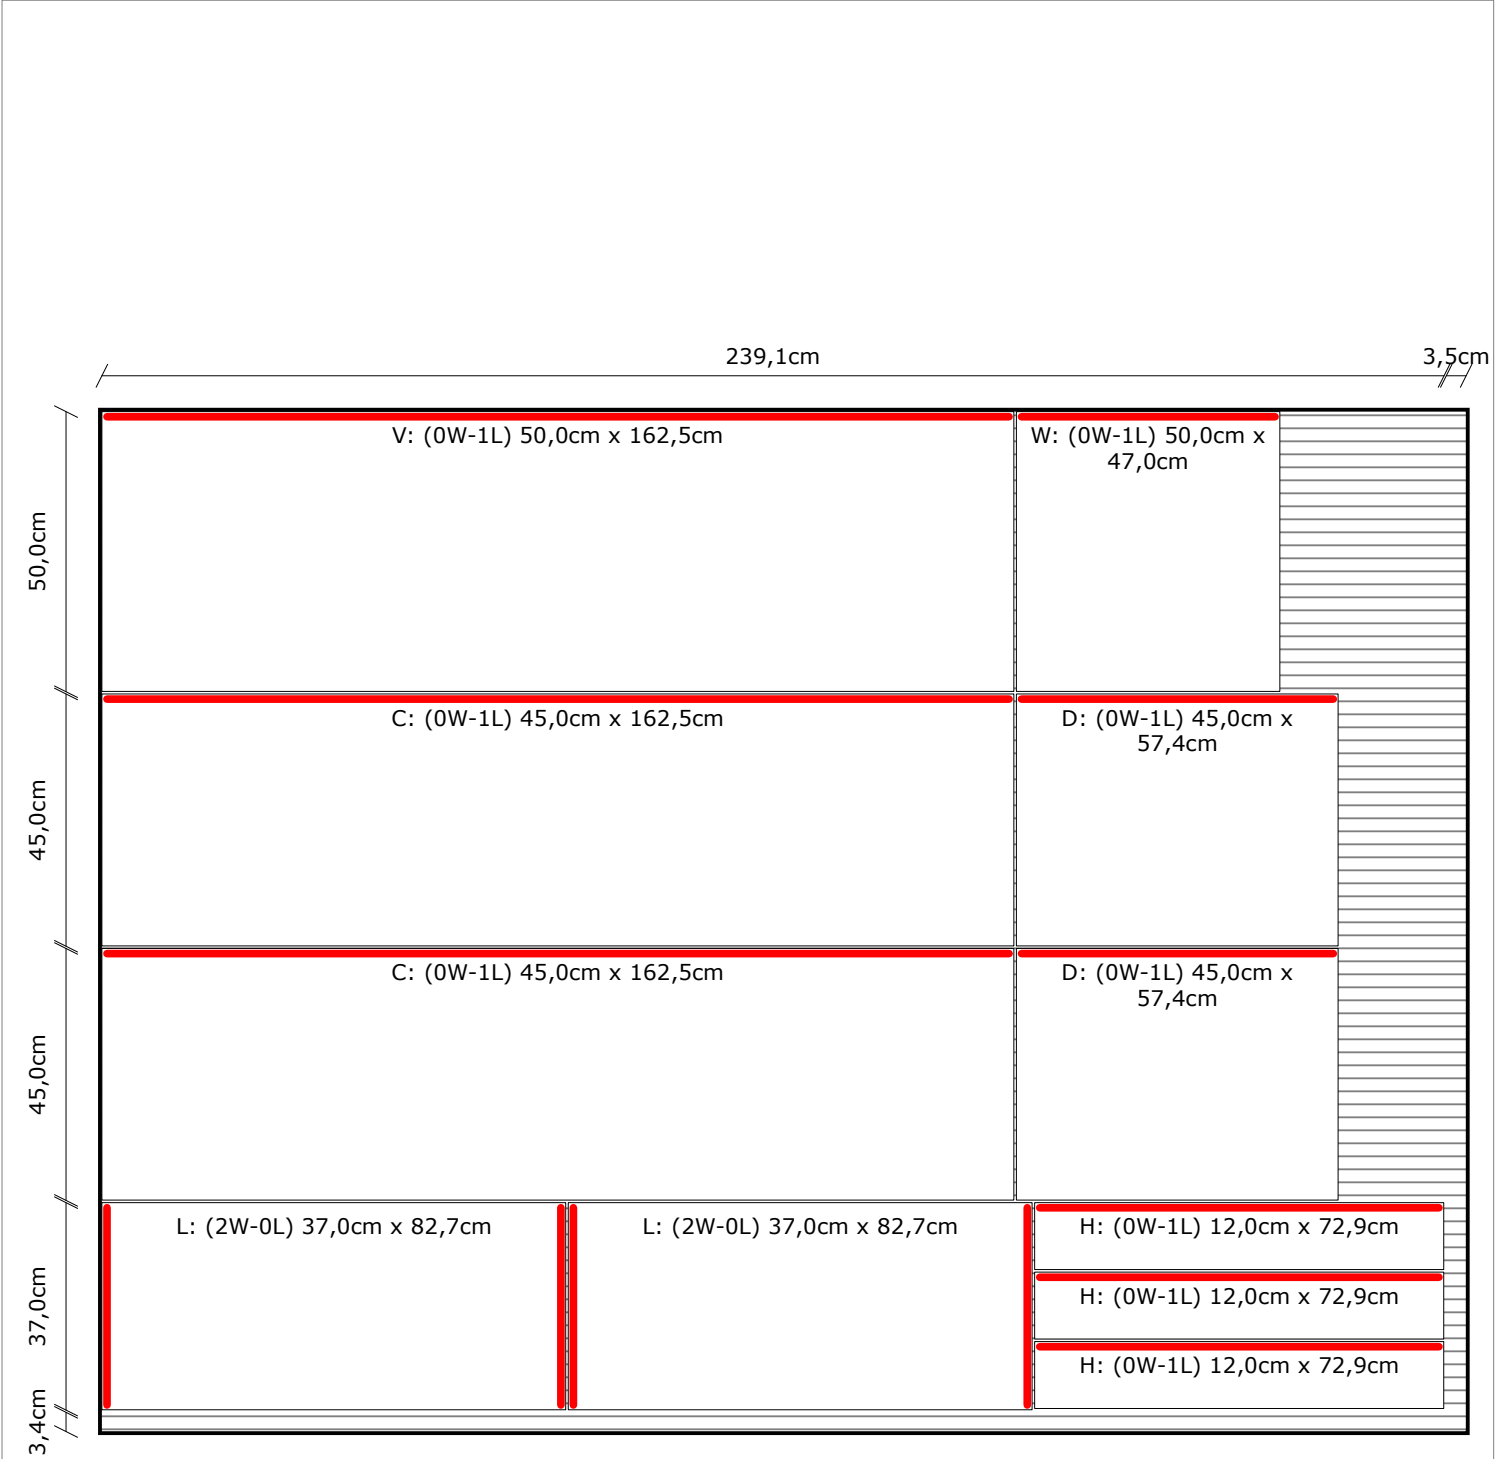 239,1cm
3,5cm
50,0cm
V: (0W-1L) 50,0cm x 162,5cm
W: (0W-1L) 50,0cm x
47,0cm
45,0cm
C: (0W-1L) 45,0cm x 162,5cm
D: (0W-1L) 45,0cm x
57,4cm
45,0cm
C: (0W-1L) 45,0cm x 162,5cm
D: (0W-1L) 45,0cm x
57,4cm
37,0cm
L: (2W-0L) 37,0cm x 82,7cm
L: (2W-0L) 37,0cm x 82,7cm
H: (0W-1L) 12,0cm x 72,9cm
H: (0W-1L) 12,0cm x 72,9cm
H: (0W-1L) 12,0cm x 72,9cm
3,4cm